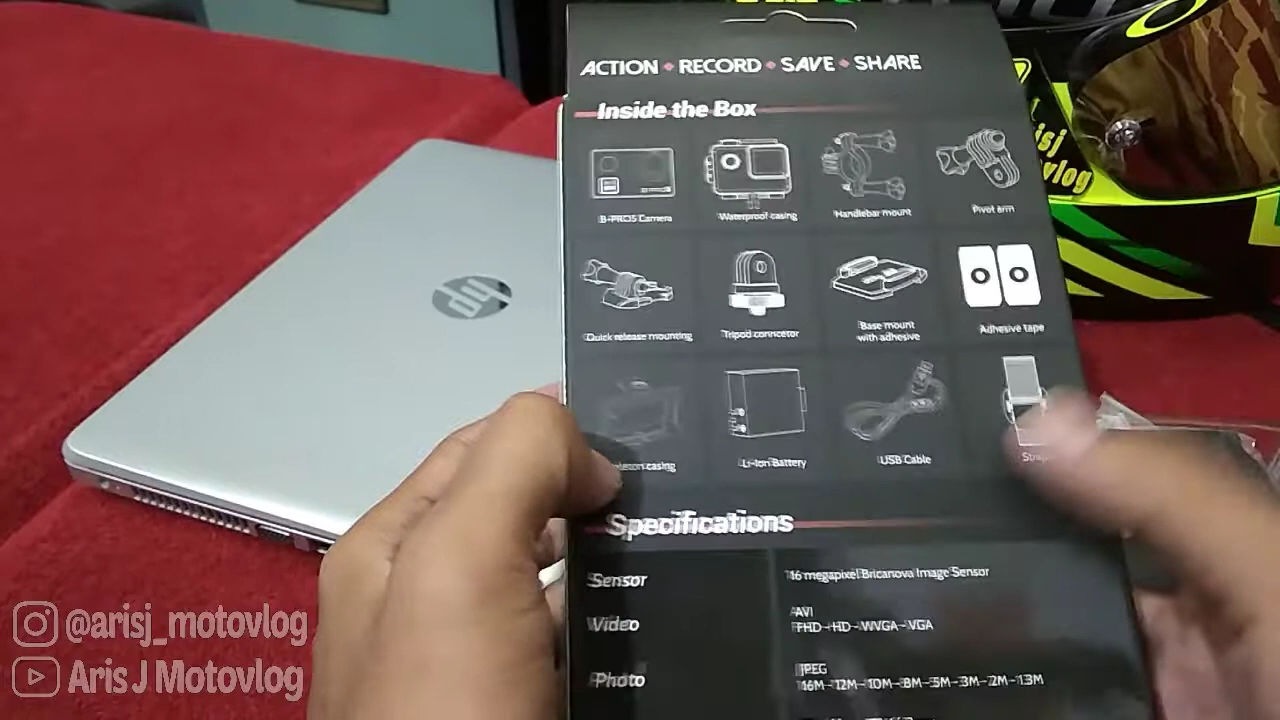 ACTION • RECORD • SAVE • SHARE
Inside the Box
B-PRO5 Camera
Waterproof casing
Handlebar mount
Pivot arm
Quick release mounting
Tripod conncetor
Base mount
with adhesive
Adhesive tape
casing
Li-Ion Battery
USB Cable
Specifications
Sensor
16 megapixel Bricanova Image Sensor
Video
AVI
FHD - HD - WVGA - VGA
Photo
JPEG
16M - 12M - 10M - 8M - 5M - 3M - 2M - 1.3M
hp
@arisj_motovlog
Aris J Motovlog